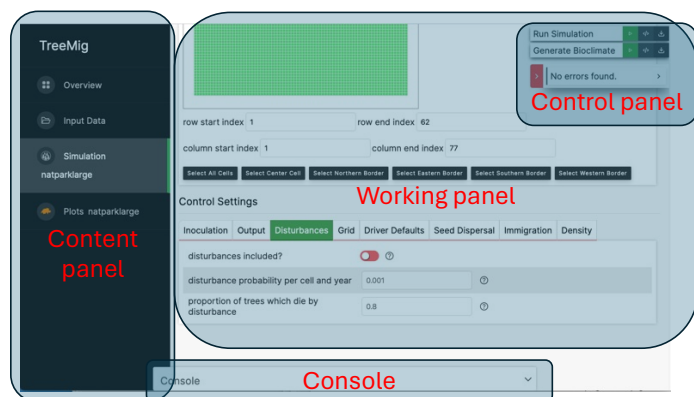 TreeMig
Overview
Input Data
Simulation
natparklarge
Plots natparklarge
Content
panel
Run Simulation
Generate Bioclimate
No errors found.
Control panel
row start index 1 row end index 62
column start index 1 column end index 77
Select All Cells Select Center Cell Select Northern Border Select Eastern Border Select Southern Border Select Western Border
Working panel
Control Settings
Inoculation Output Disturbances Grid Driver Defaults Seed Dispersal Immigration Density
disturbances included?
disturbance probability per cell and year 0.001
proportion of trees which die by
disturbance 0.8
Console Console